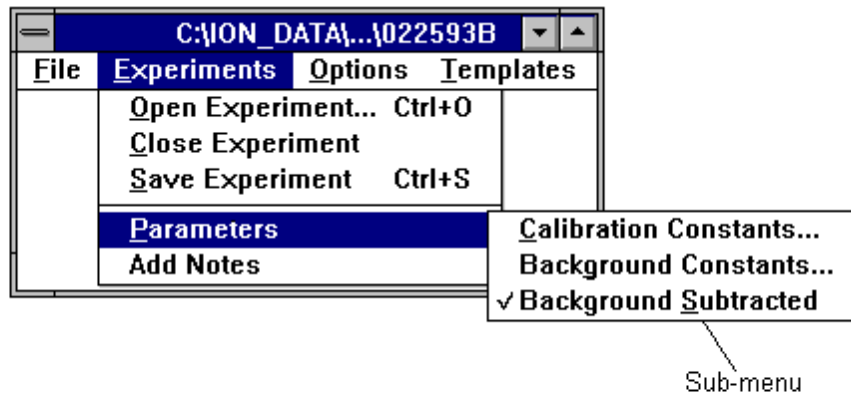 C:\ION_DATA\...\022593B
File Experiments Options Templates
Open Experiment... Ctrl+O
Close Experiment
Save Experiment Ctrl+S
Parameters
Add Notes
Calibration Constants...
Background Constants...
✓Background Subtracted
Sub-menu